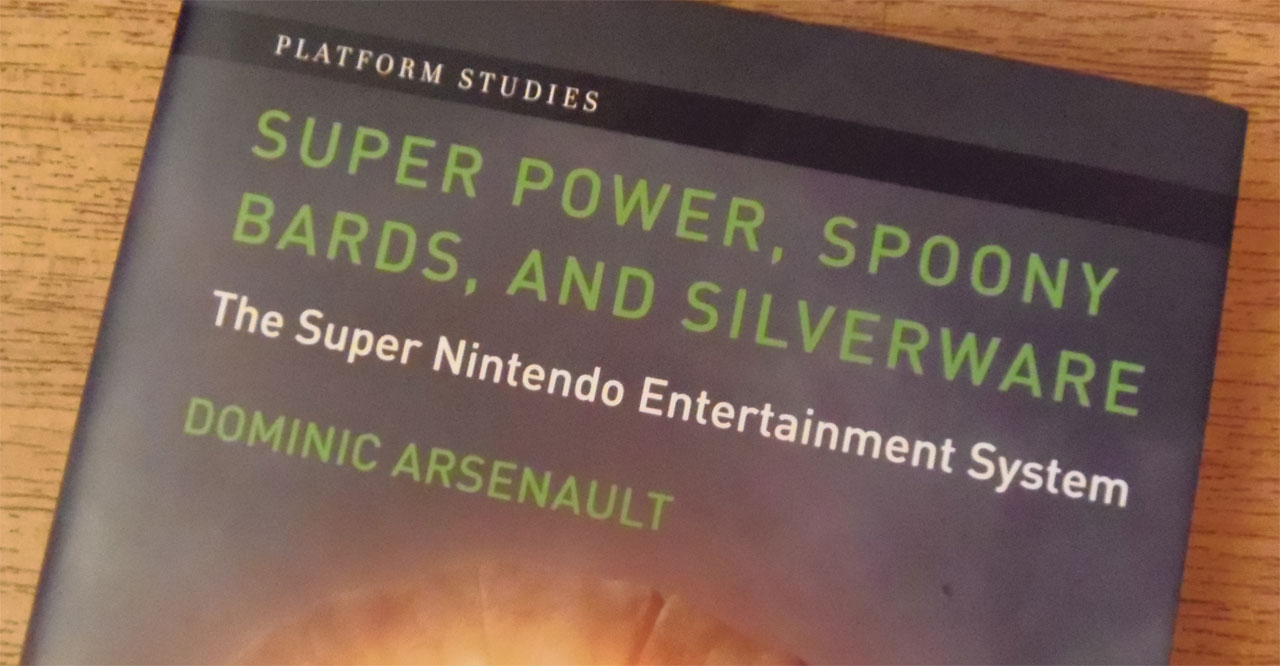 PLATFORM STUDIES
SUPER POWER, SPOONY
BARDS, AND SILVERWARE
The Super Nintendo Entertainment System
DOMINIC ARSENAULT